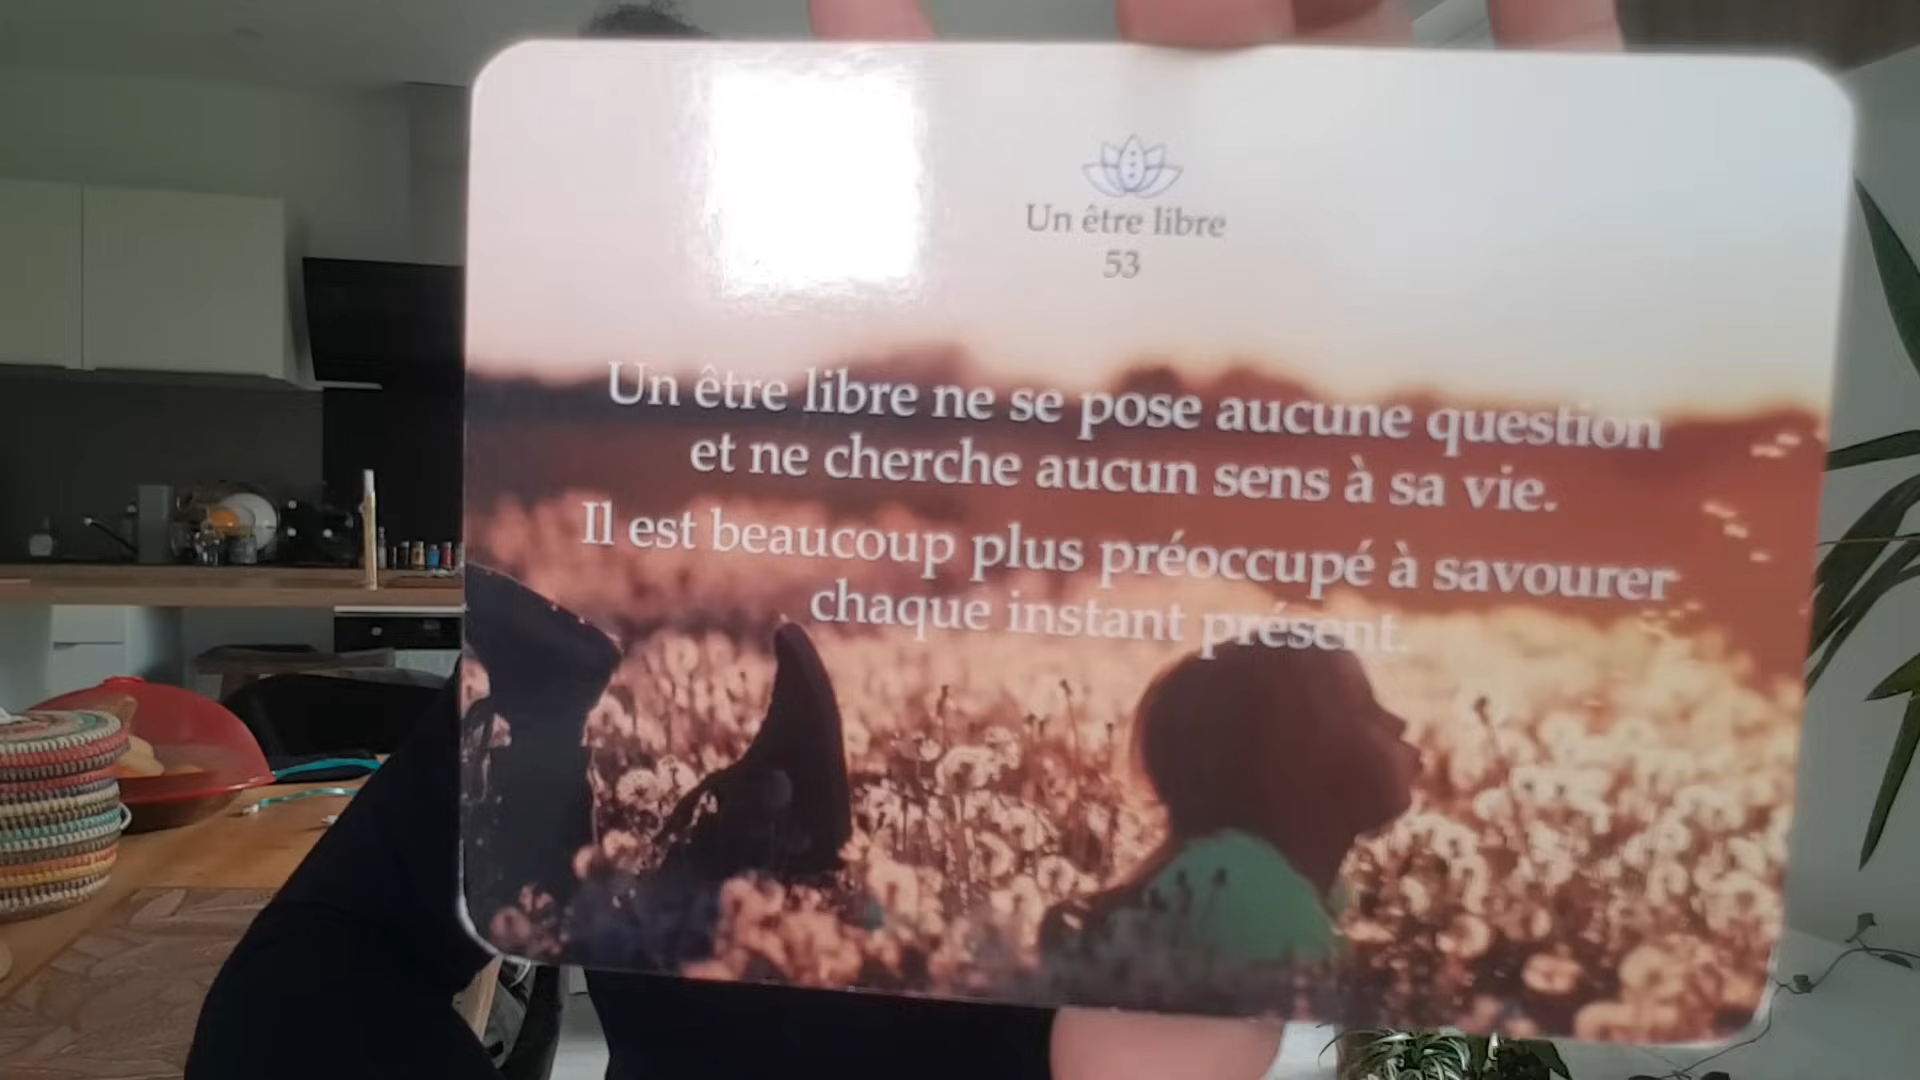 Un être libre
53
Un être libre ne se pose aucune question
et ne cherche aucun sens à sa vie.
Il est beaucoup plus préoccupé à savourer
chaque instant présent.